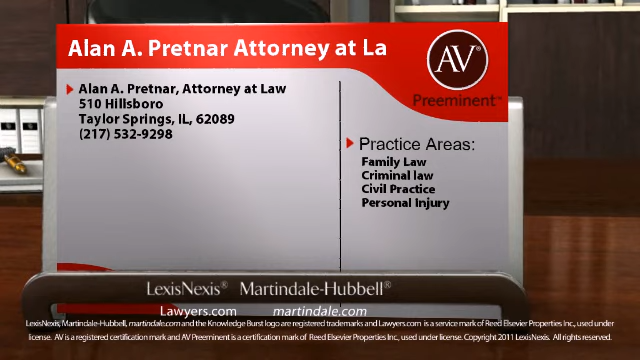 Alan A. Pretnar Attorney at La
AV®
Preeminent™
Alan A. Pretnar, Attorney at Law
510 Hillsboro
Taylor Springs, IL, 62089
(217) 532-9298
Practice Areas:
Family Law
Criminal law
Civil Practice
Personal Injury
LexisNexis® Martindale-Hubbell®
Lawyers.com martindale.com
LexisNexis, Martindale-Hubbell, martindale.com and the Knowledge Burst logo are registered trademarks and Lawyers.com is a service mark of Reed Elsevier Properties Inc., used under
license. AV is a registered certification mark and AV Preeminent is a certification mark of Reed Elsevier Properties Inc., used under license. Copyright 2011 LexisNexis. All rights reserved.